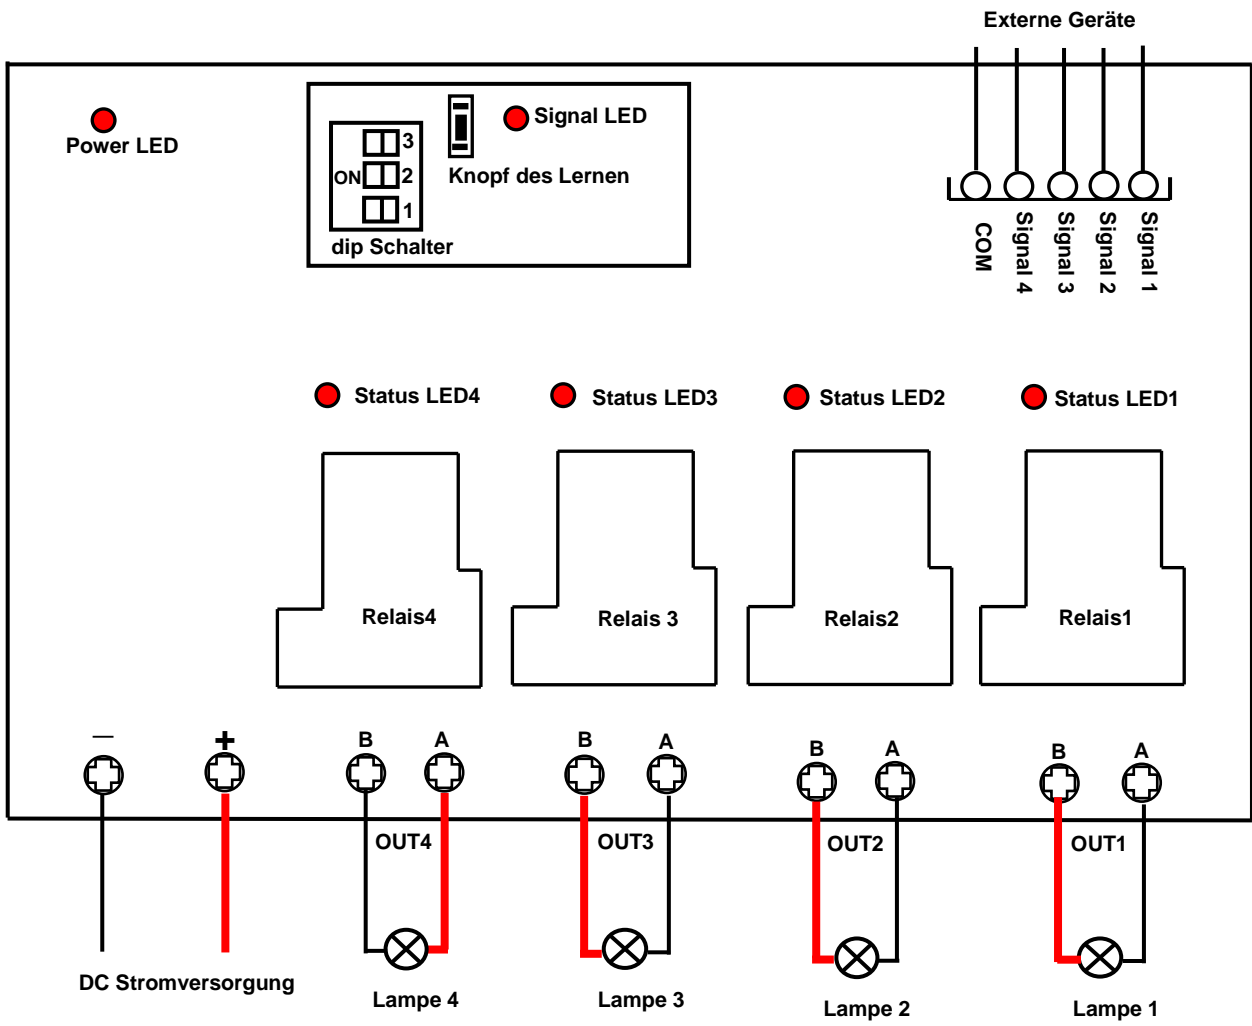 Externe Geräte
Power LED
Signal LED
3
ON 2
1
Knopf des Lernen
dip Schalter
COM
Signal 4
Signal 3
Signal 2
Signal 1
Status LED4
Status LED3
Status LED2
Status LED1
Relais4
Relais 3
Relais2
Relais1
— +
B A
B A
B A
B A
OUT4
OUT3
OUT2
OUT1
DC Stromversorgung
Lampe 4
Lampe 3
Lampe 2
Lampe 1